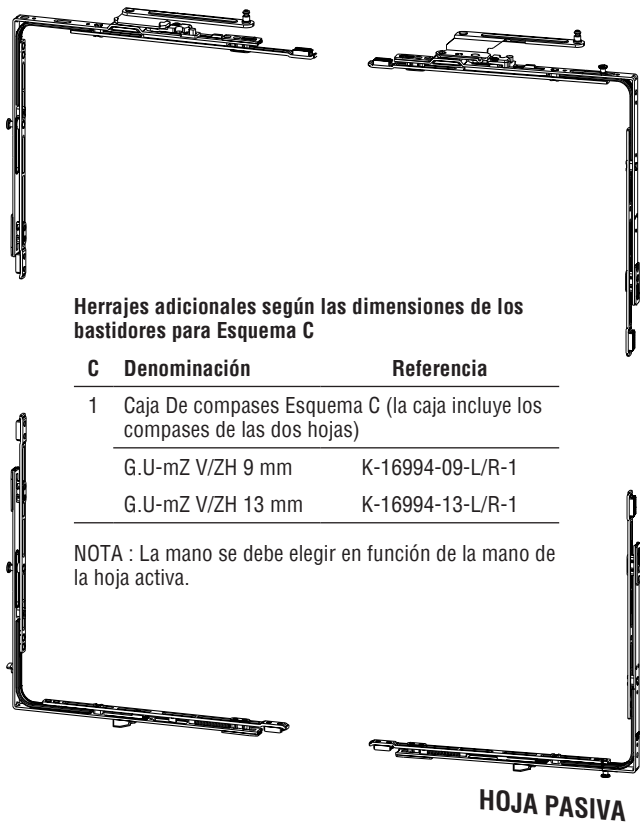 Herrajes adicionales según las dimensiones de los
bastidores para Esquema C
C Denominación Referencia
1 Caja De compases Esquema C (la caja incluye los
compases de las dos hojas)
G.U-mZ V/ZH 9 mm K-16994-09-L/R-1
G.U-mZ V/ZH 13 mm K-16994-13-L/R-1
NOTA : La mano se debe elegir en función de la mano de
la hoja activa.
HOJA PASIVA